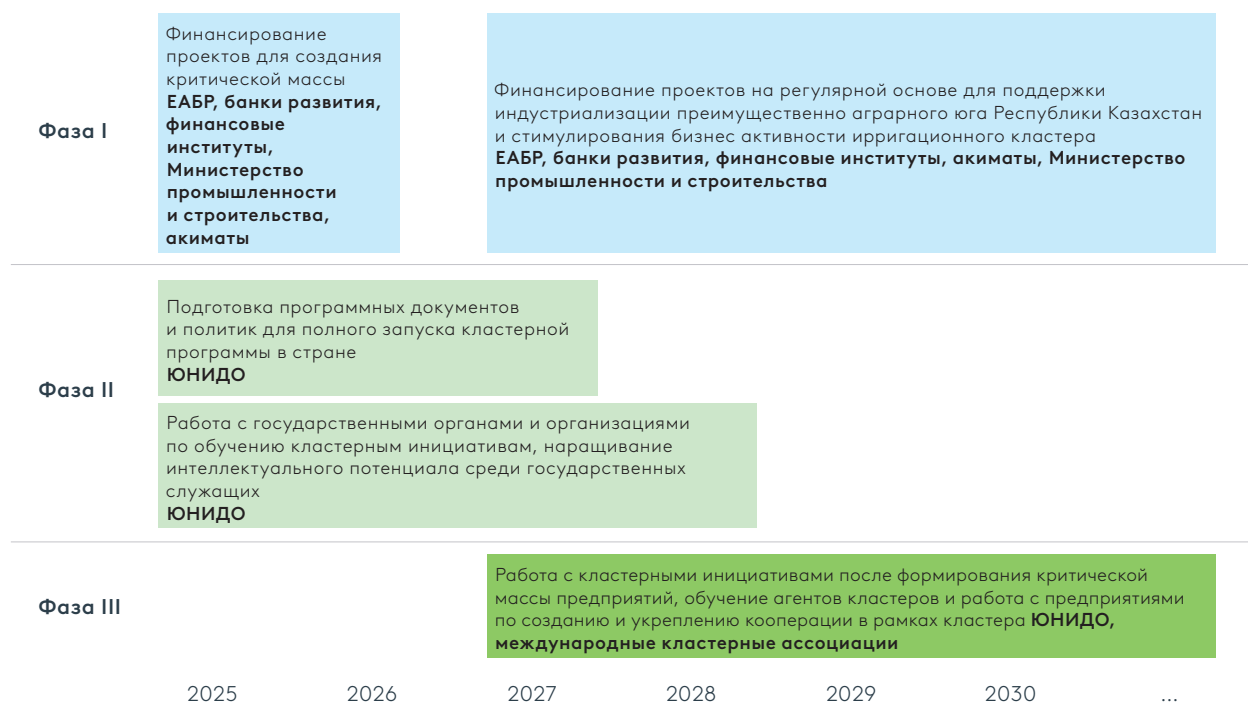 Фаза I
Финансирование
проектов для создания
критической массы
ЕАБР, банки развития,
финансовые
институты,
Министерство
промышленности
и строительства,
акиматы
Финансирование проектов на регулярной основе для поддержки
индустриализации преимущественно аграрного юга Республики Казахстан
и стимулирования бизнес активности ирригационного кластера
ЕАБР, банки развития, финансовые институты, акиматы, Министерство
промышленности и строительства
Фаза II
Подготовка программных документов
и политик для полного запуска кластерной
программы в стране
ЮНИДО
Работа с государственными органами и организациями
по обучению кластерным инициативам, наращивание
интеллектуального потенциала среди государственных
служащих
ЮНИДО
Фаза III
Работа с кластерными инициативами после формирования критической
массы предприятий, обучение агентов кластеров и работа с предприятиями
по созданию и укреплению кооперации в рамках кластера ЮНИДО,
международные кластерные ассоциации
2025 2026 2027 2028 2029 2030 ...